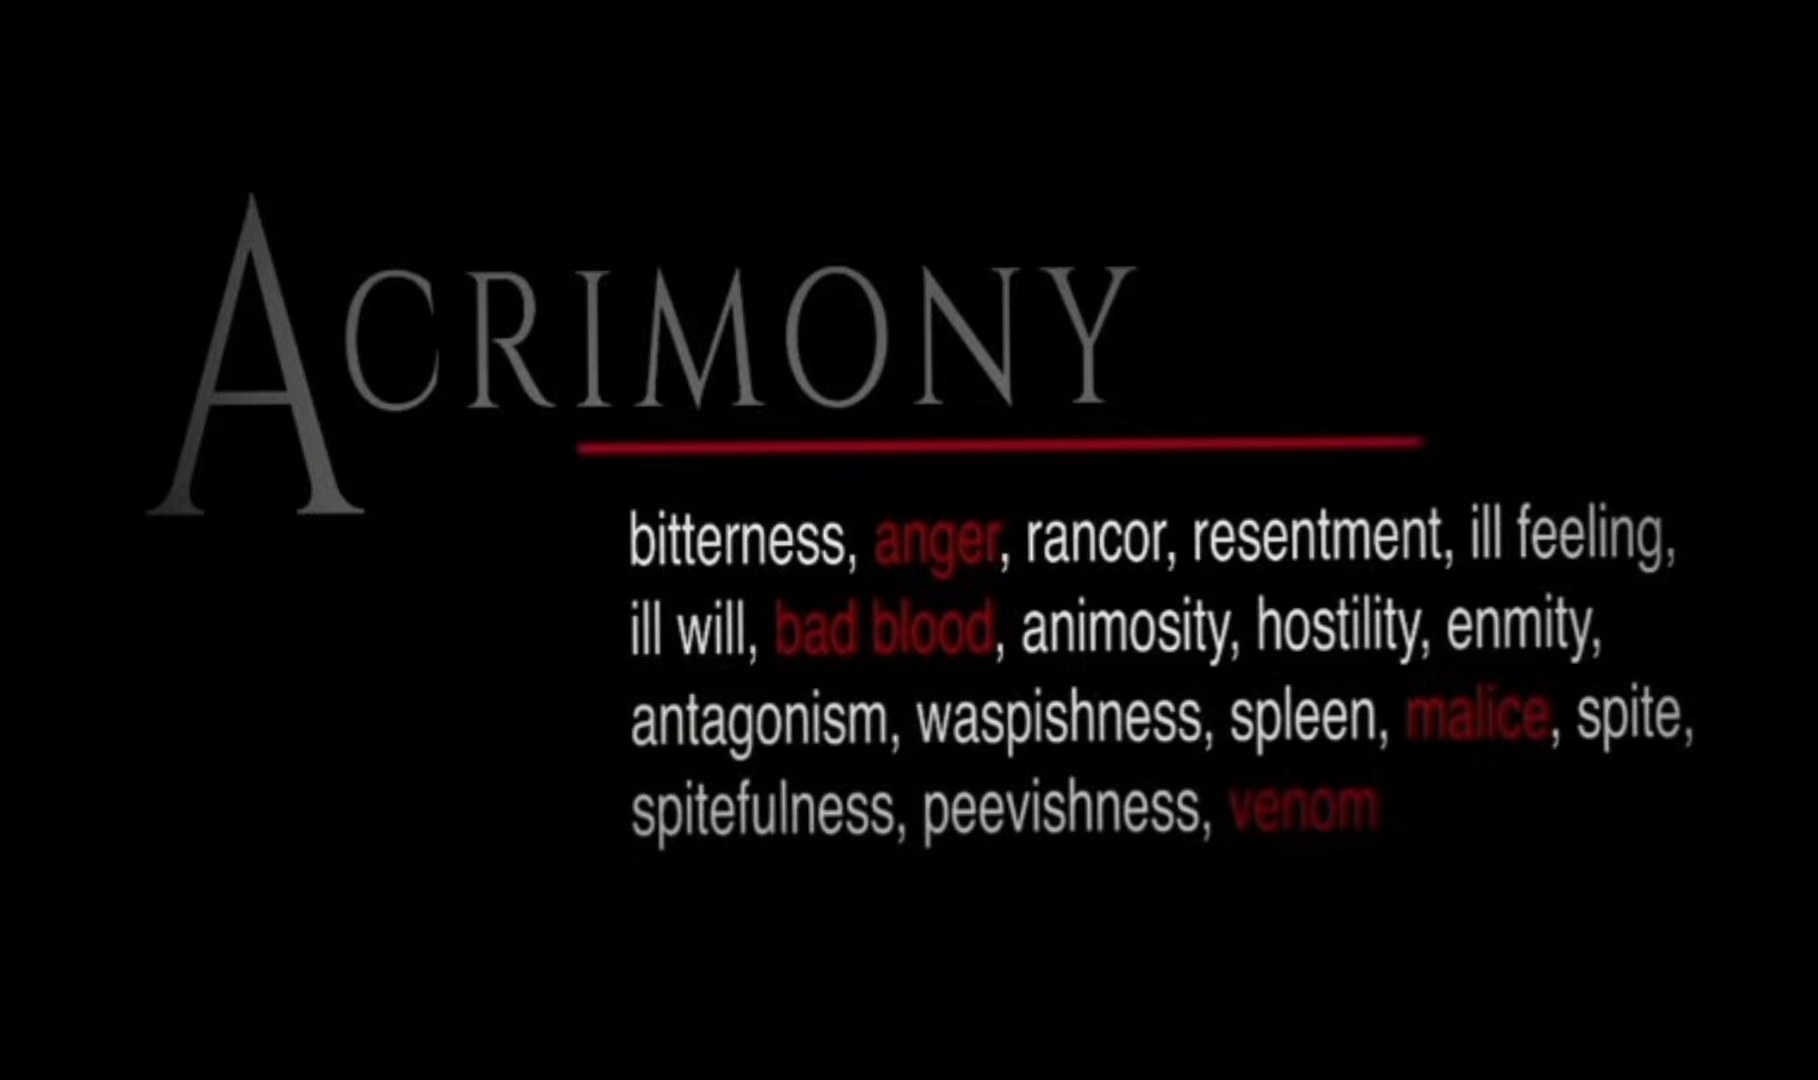 ACRIMONY
bitterness, anger, rancor, resentment, ill feeling,
ill will, bad blood, animosity, hostility, enmity,
antagonism, waspishness, spleen, malice, spite,
spitefulness, peevishness, venom